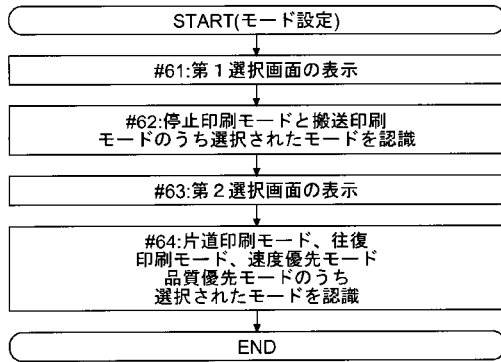 START(モード設定)
#61:第1選択画面の表示
#62:停止印刷モードと搬送印刷
モードのうち選択されたモードを認識
#63:第2選択画面の表示
#64:片道印刷モード、往復
印刷モード、速度優先モード
品質優先モードのうち
選択されたモードを認識
END